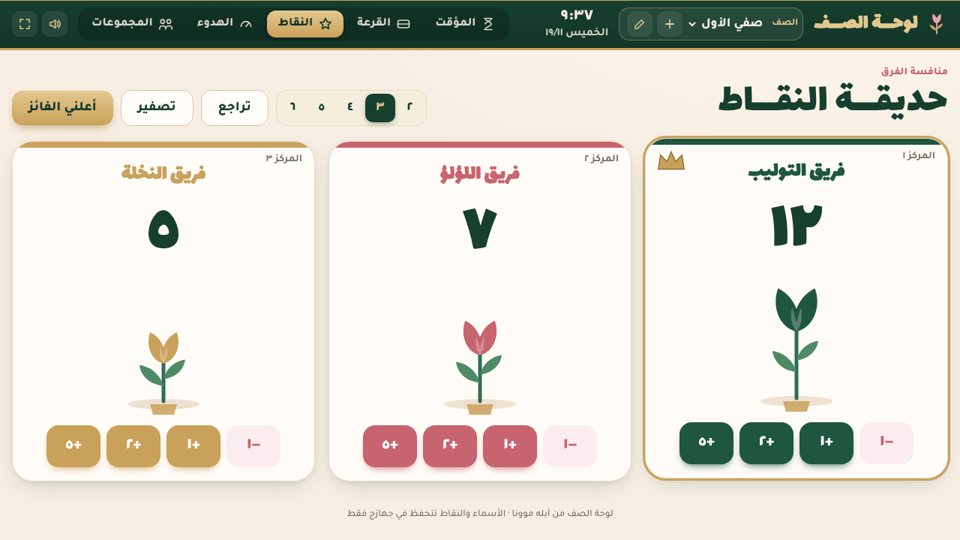 لوحة الصف
الصف
صفي الأول
٩:٣٧
الخميس ١٩/١١
المؤقت
القرعة
النقاط
الهدوء
المجموعات
منافسة الفرق
حديقة النقاط
٢
٣
٤
٥
٦
تراجع
تصفير
أعلني الفائز
المركز ١
فريق التوليب
١٢
−١
+١
+٢
+٥
المركز ٢
فريق اللؤلؤ
٧
−١
+١
+٢
+٥
المركز ٣
فريق النخلة
٥
−١
+١
+٢
+٥
لوحة الصف من أبله موونا · الأسماء والنقاط تنحفظ في جهازج فقط